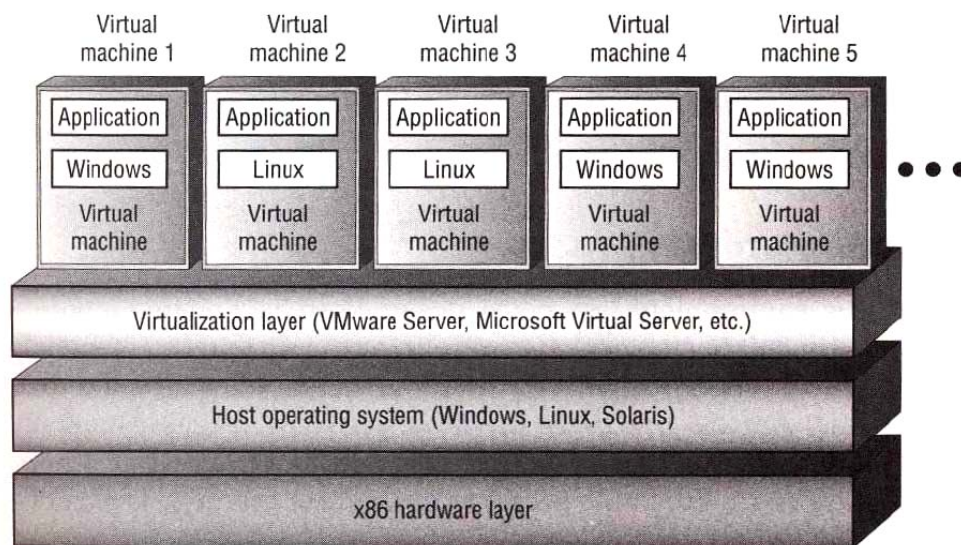 Virtual
machine 1
Virtual
machine 2
Virtual
machine 3
Virtual
machine 4
Virtual
machine 5
Application
Windows
Virtual
machine
Application
Linux
Virtual
machine
Application
Linux
Virtual
machine
Application
Windows
Virtual
machine
Application
Windows
Virtual
machine
Virtualization layer (VMware Server, Microsoft Virtual Server, etc.)
Host operating system (Windows, Linux, Solaris)
x86 hardware layer